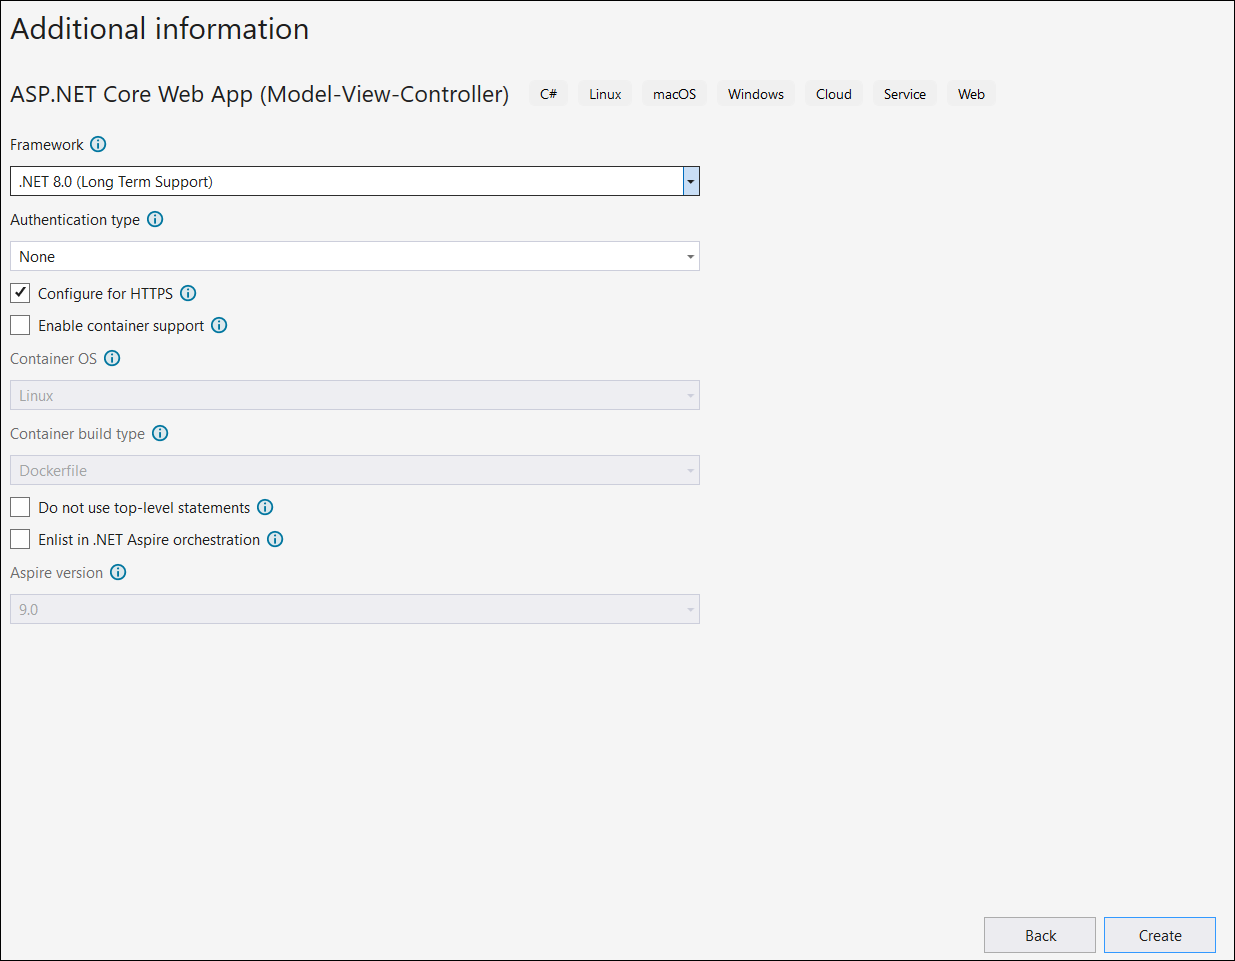 Additional information
ASP.NET Core Web App (Model-View-Controller) C# Linux macOS Windows Cloud Service Web
Framework
.NET 8.0 (Long Term Support)
Authentication type
None
Configure for HTTPS
Enable container support
Container OS
Linux
Container build type
Dockerfile
Do not use top-level statements
Enlist in .NET Aspire orchestration
Aspire version
9.0
Back Create